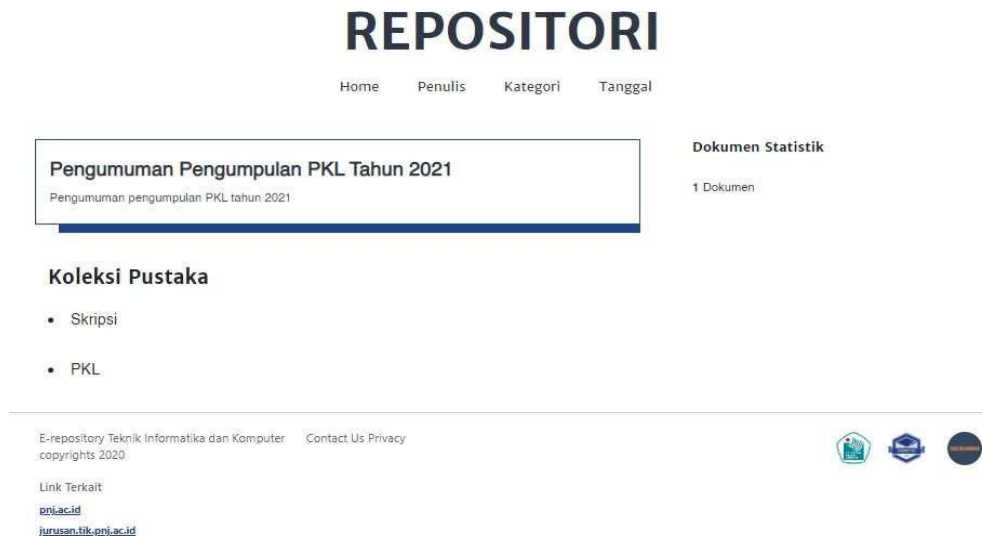 REPOSITORI
Home Penulis Kategori Tanggal
Pengumuman Pengumpulan PKL Tahun 2021
Pengumuman pengumpulan PKL tahun 2021
Dokumen Statistik
1 Dokumen
Koleksi Pustaka
• Skripsi
• PKL
E-repository Teknik Informatika dan Komputer
copyrights 2020
Contact Us Privacy
Link Terkait
pnj.ac.id
jurusan.tik.pnj.ac.id